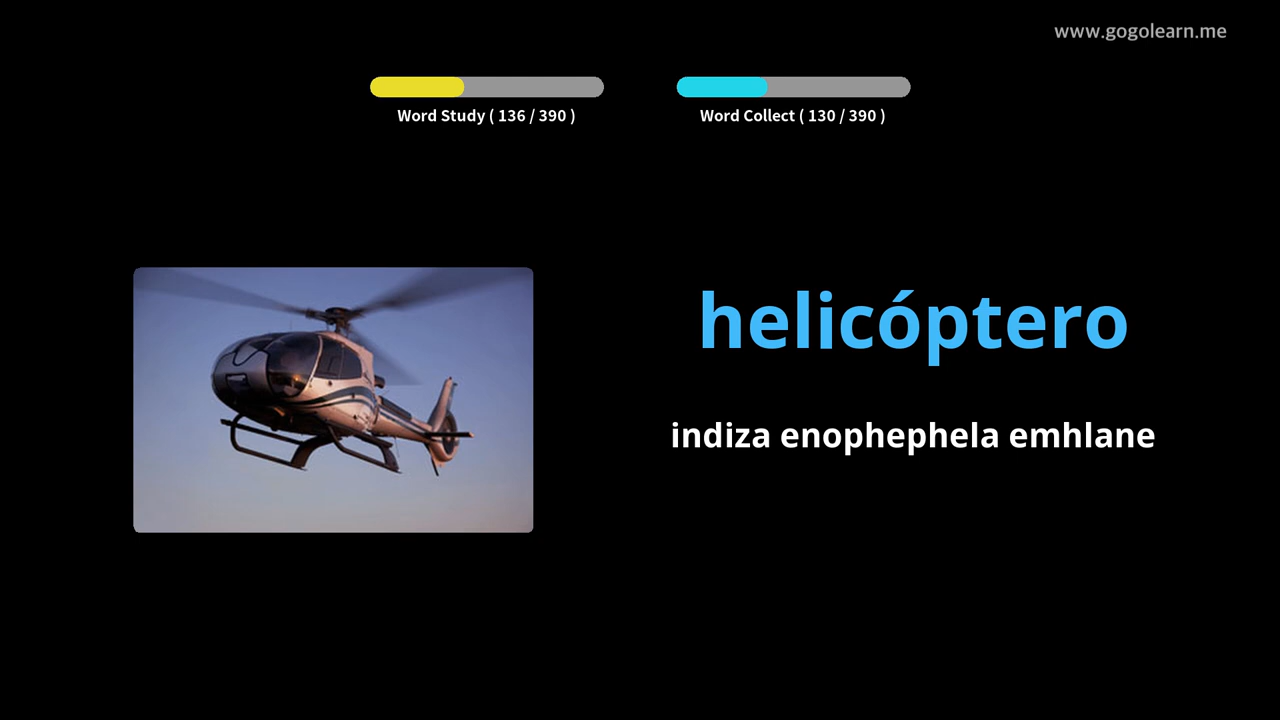 www.gogolearn.me
Word Study ( 136 / 390 )
Word Collect ( 130 / 390 )
helicóptero
indiza enophephela emhlane